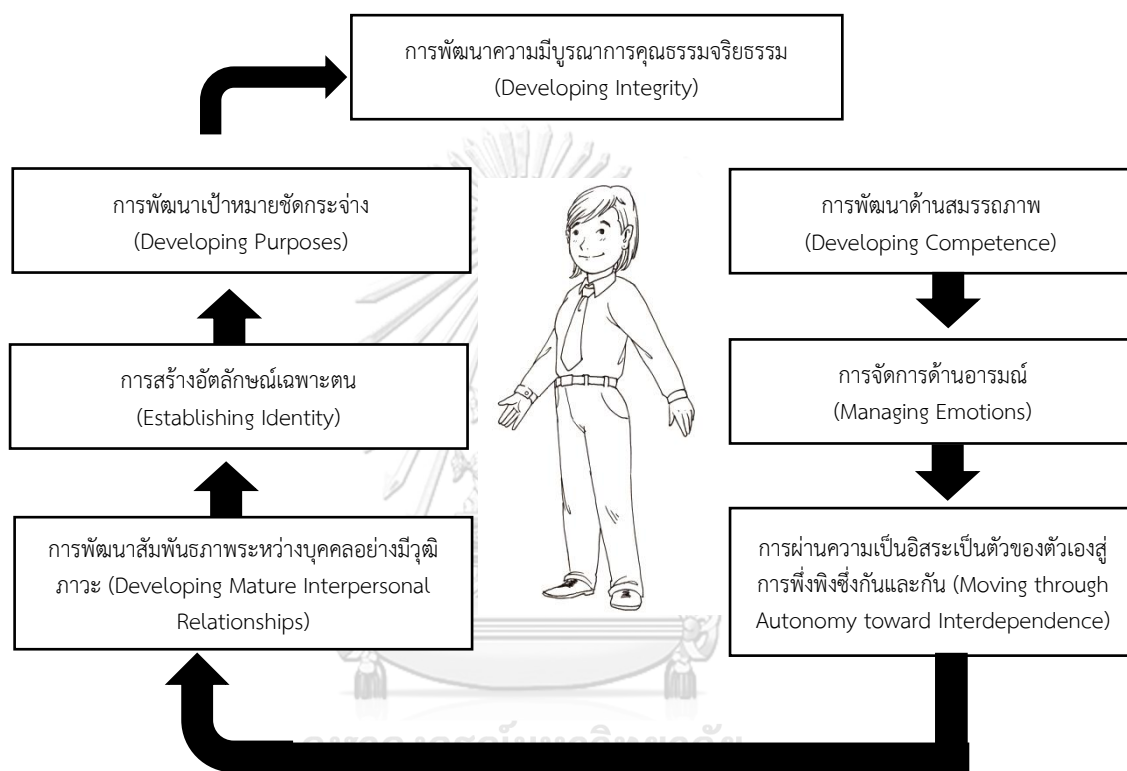 การพัฒนาความมีบูรณาการคุณธรรมจริยธรรม
(Developing Integrity)
การพัฒนาเป้าหมายชัดกระจ่าง
(Developing Purposes)
การพัฒนาด้านสมรรถภาพ
(Developing Competence)
การสร้างอัตลักษณ์เฉพาะตน
(Establishing Identity)
การจัดการด้านอารมณ์
(Managing Emotions)
การพัฒนาสัมพันธภาพระหว่างบุคคลอย่างมีวุฒิ
ภาวะ (Developing Mature Interpersonal
Relationships)
การผ่านความเป็นอิสระเป็นตัวของตัวเองสู่
การพึ่งพิงซึ่งกันและกัน (Moving through
Autonomy toward Interdependence)